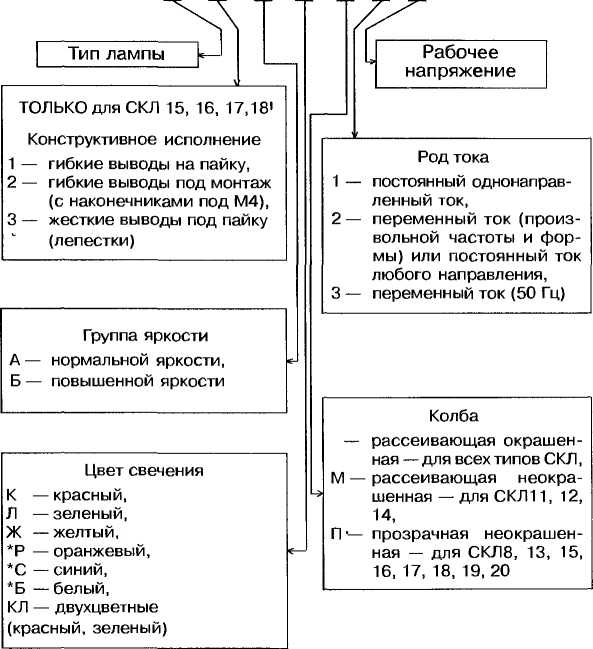 Тип лампы
ТОЛЬКО для СКЛ 15, 16, 17,18¹
Конструктивное исполнение
1 — гибкие выводы на пайку,
2 — гибкие выводы под монтаж
(с наконечниками под М4),
3 — жесткие выводы под пайку
(лепестки)
Группа яркости
А — нормальной яркости,
Б — повышенной яркости
Цвет свечения
К — красный,
Л — зеленый,
Ж — желтый,
*Р — оранжевый,
*С — синий,
*Б — белый,
КЛ — двухцветные
(красный, зеленый)
Рабочее
напряжение
Род тока
1 — постоянный однонаправ-
ленный ток,
2 — переменный ток (произ-
вольной частоты и фор-
мы) или постоянный ток
любого направления,
3 — переменный ток (50 Гц)
Колба
— рассеивающая окрашен-
ная — для всех типов СКЛ,
М — рассеивающая неокра-
шенная — для СКЛ11, 12,
14,
П — прозрачная неокрашен-
ная — для СКЛ8, 13, 15,
16, 17, 18, 19, 20